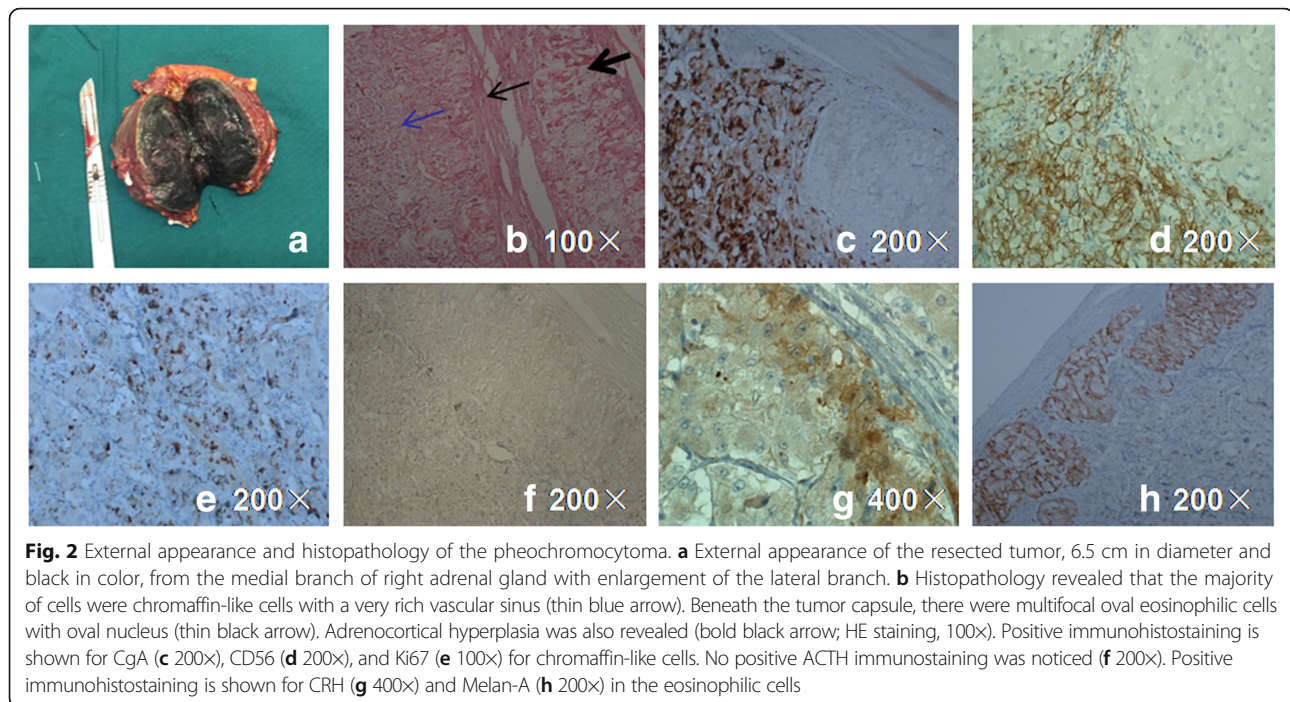 a
b 100×
c 200×
d 200×
e 200×
f 200×
g 400×
h 200×
Fig. 2 External appearance and histopathology of the pheochromocytoma. a External appearance of the resected tumor, 6.5 cm in diameter and
black in color, from the medial branch of right adrenal gland with enlargement of the lateral branch. b Histopathology revealed that the majority
of cells were chromaffin-like cells with a very rich vascular sinus (thin blue arrow). Beneath the tumor capsule, there were multifocal oval eosinophilic cells
with oval nucleus (thin black arrow). Adrenocortical hyperplasia was also revealed (bold black arrow; HE staining, 100×). Positive immunohistostaining is
shown for CgA (c 200×), CD56 (d 200×), and Ki67 (e 100×) for chromaffin-like cells. No positive ACTH immunostaining was noticed (f 200×). Positive
immunohistostaining is shown for CRH (g 400×) and Melan-A (h 200×) in the eosinophilic cells